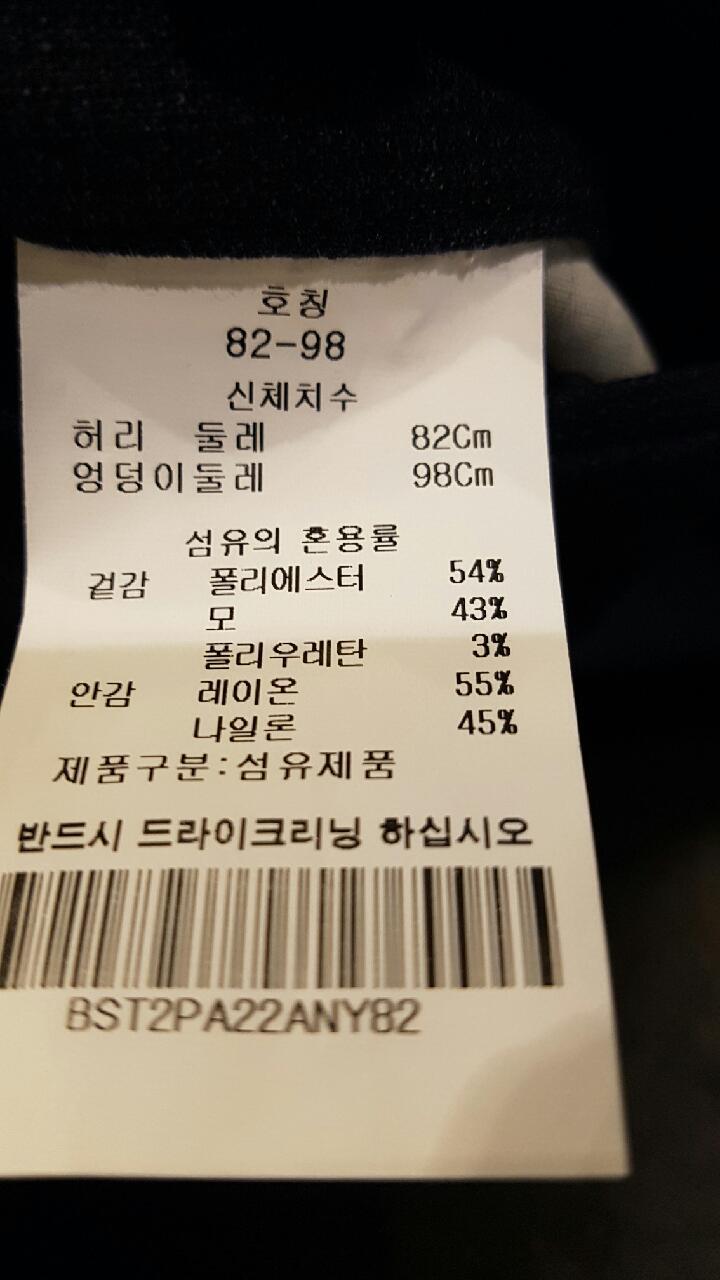 호칭
82-98
신체치수
허리 둘레 82Cm
엉덩이둘레 98Cm
섬유의 혼용률
겉감 폴리에스터 54%
모 43%
폴리우레탄 3%
안감 레이온 55%
나일론 45%
제품구분:섬유제품
반드시 드라이크리닝 하십시오
BST2PA22ANY82